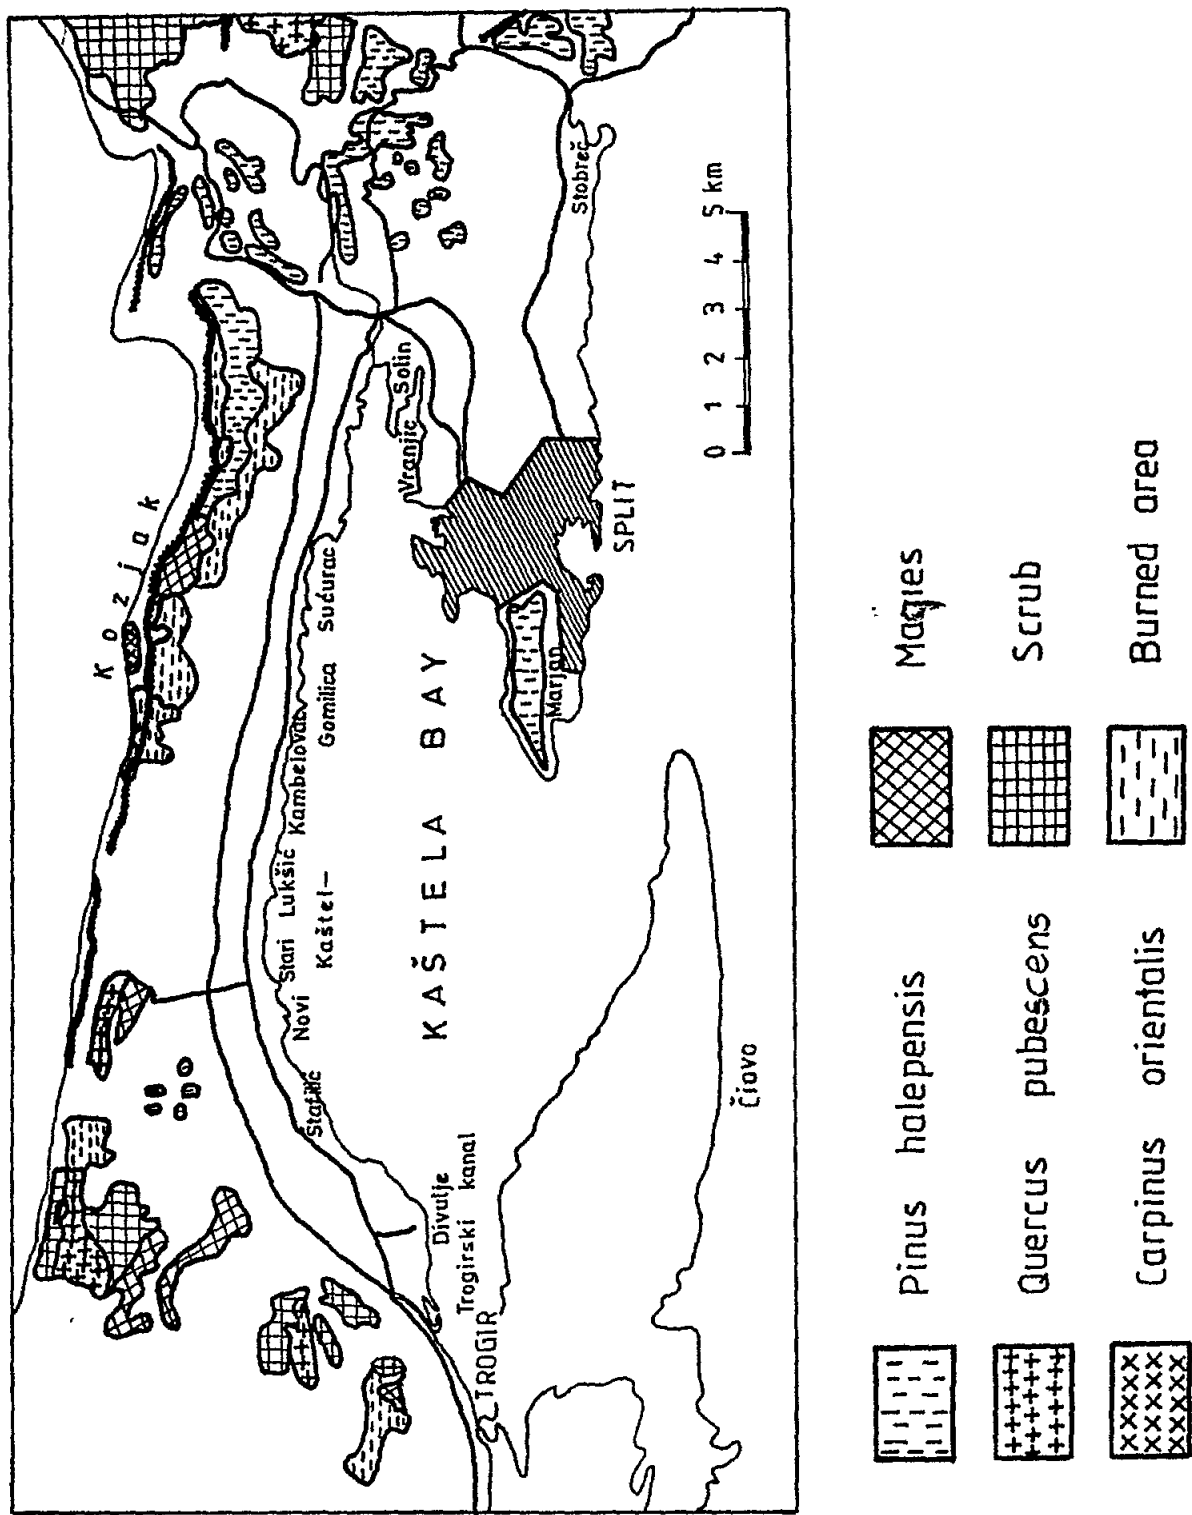 Kozjak
Štafilić Novi Stari Lukšić Kambelovac Gomilica Sućurac
Kaštel-
Vranjic Solin
KAŠTELA BAY
Divulje
Trogirski kanal
TROGIR
Marjan
SPLIT
Stobreč
Čiovo
0 1 2 3 4 5 km
Pinus halepensis
Quercus pubescens
Carpinus orientalis
Maqies
Scrub
Burned area